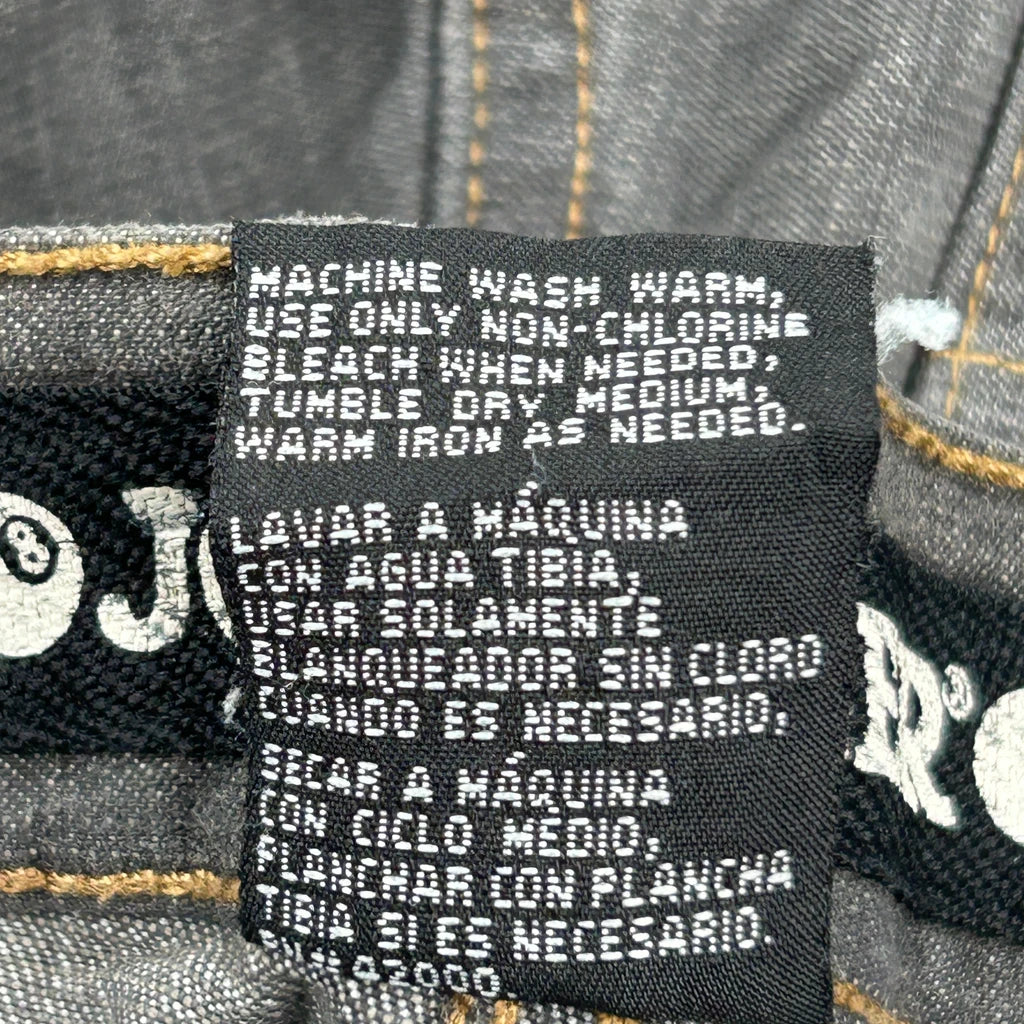 MACHINE WASH WARM,
USE ONLY NON-CHLORINE
BLEACH WHEN NEEDED;
TUMBLE DRY MEDIUM,
WARM IRON AS NEEDED.
LAVAR A MÁQUINA
CON AGUA TIBIA,
USAR SOLAMENTE
BLANQUEADOR SIN CLORO
CUANDO ES NECESARIO,
SECAR A MÁQUINA
CON CICLO MEDIO,
PLANCHAR CON PLANCHA
TIBIA SI ES NECESARIO.